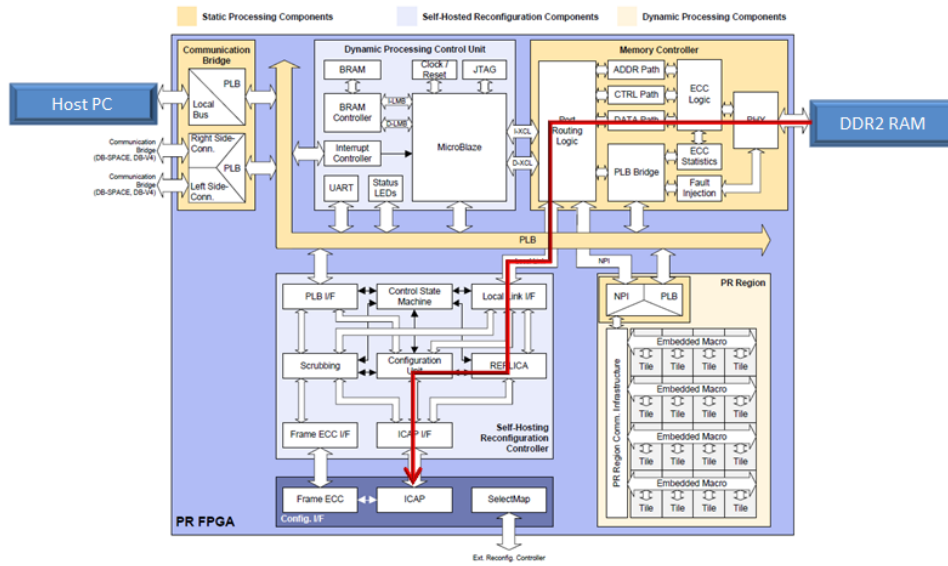 Static Processing Components
Self-Hosted Reconfiguration Components
Dynamic Processing Components
Communication
Bridge
PLB
Local
Bus
Right Side-
Conn.
PLB
Left Side-
Conn.
Host PC
Communication
Bridge
(DB-SPACE, DB-V4)
Communication
Bridge
(DB-SPACE, DB-V4)
Dynamic Processing Control Unit
BRAM
Clock /
Reset
JTAG
BRAM
Controller
I-LMB
D-LMB
MicroBlaze
Interrupt
Controller
UART
Status
LEDs
I-XCL
D-XCL
Memory Controller
Port
Routing
Logic
ADDR Path
CTRL Path
DATA Path
ECC
Logic
PHY
ECC
Statistics
PLB Bridge
Fault
Injection
DDR2 RAM
PLB
NPI
PLB I/F
Control State
Machine
Local Link I/F
Scrubbing
Configuration
Unit
REPLICA
Frame ECC I/F
ICAP I/F
Self-Hosting
Reconfiguration
Controller
Frame ECC
ICAP
SelectMap
Config. I/F
PR FPGA
Ext. Reconfig. Controller
PR Region
NPI
PLB
PR Region Comm. Infrastructure
Embedded Macro
Tile Tile Tile Tile
Embedded Macro
Tile Tile Tile Tile
Embedded Macro
Tile Tile Tile Tile
Embedded Macro
Tile Tile Tile Tile